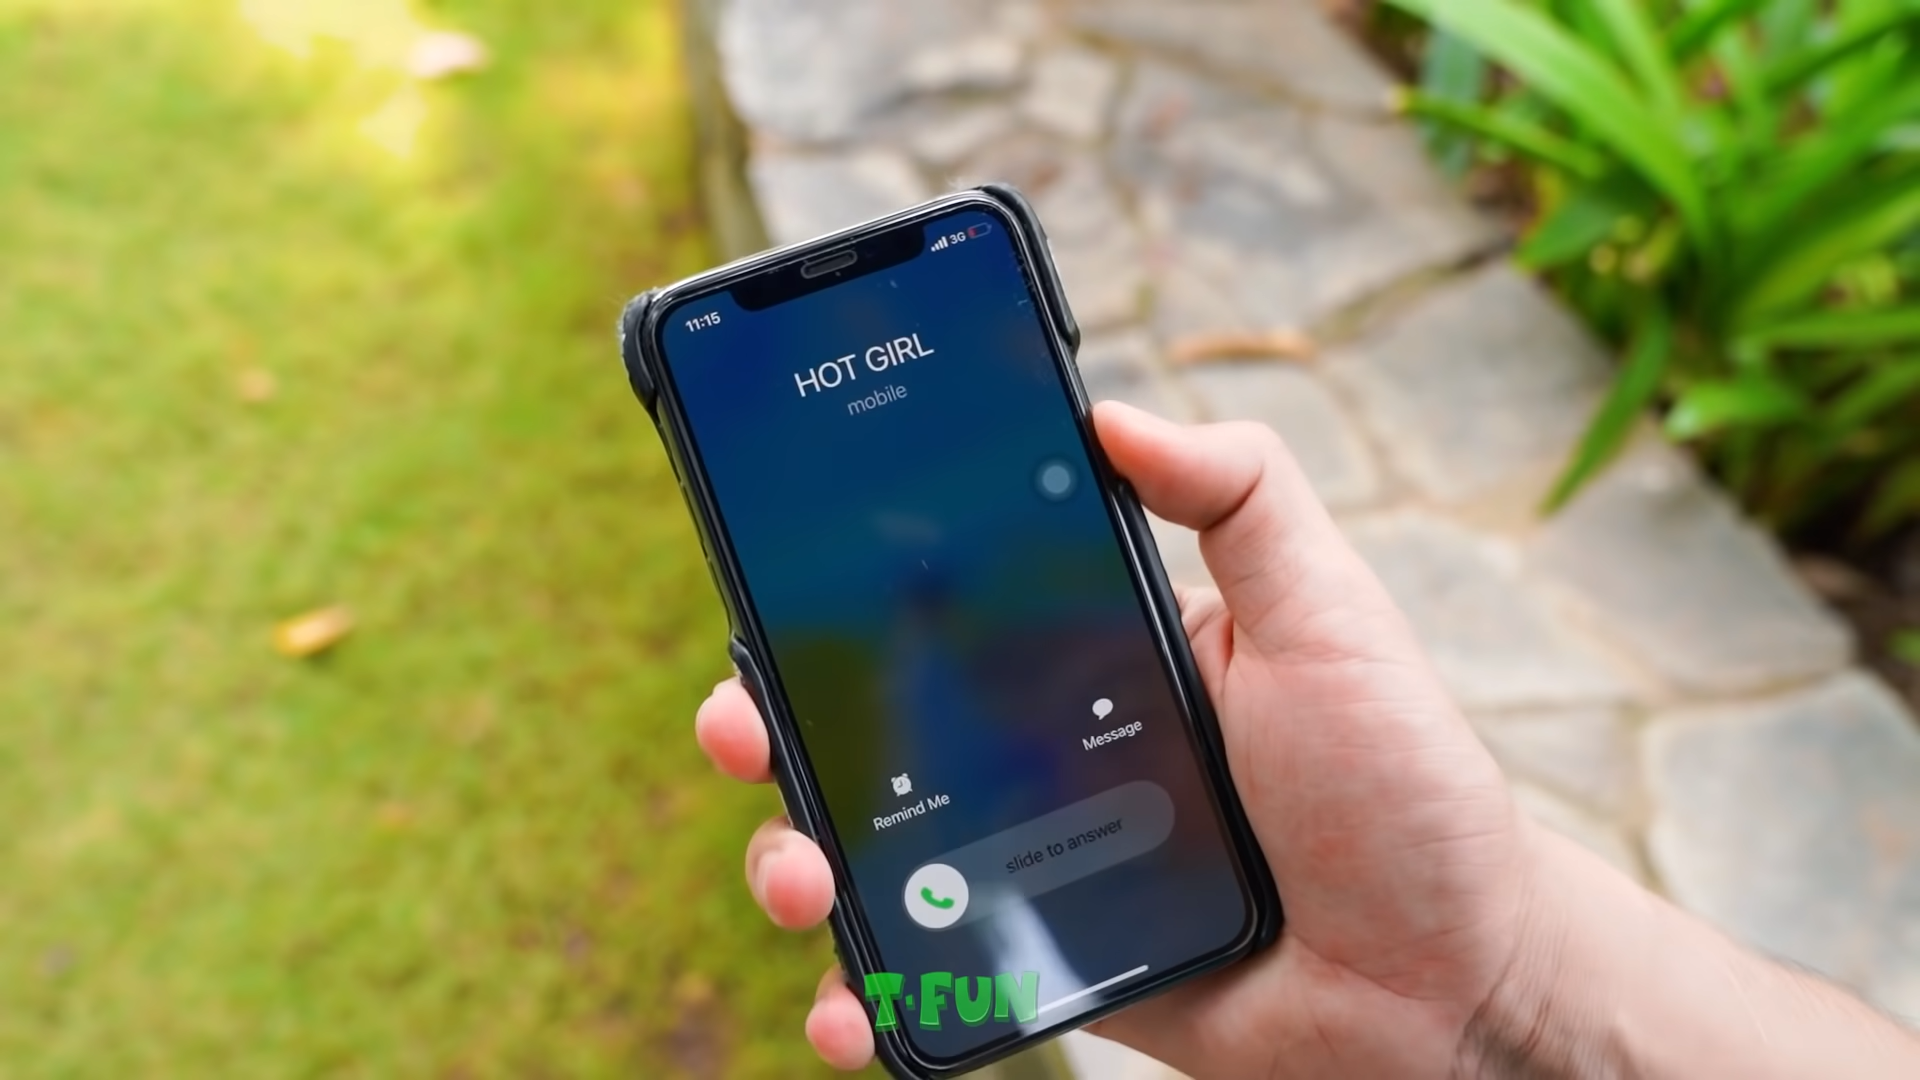 3G
11:15
HOT GIRL
mobile
Message
Remind Me
slide to answer
T-FUN